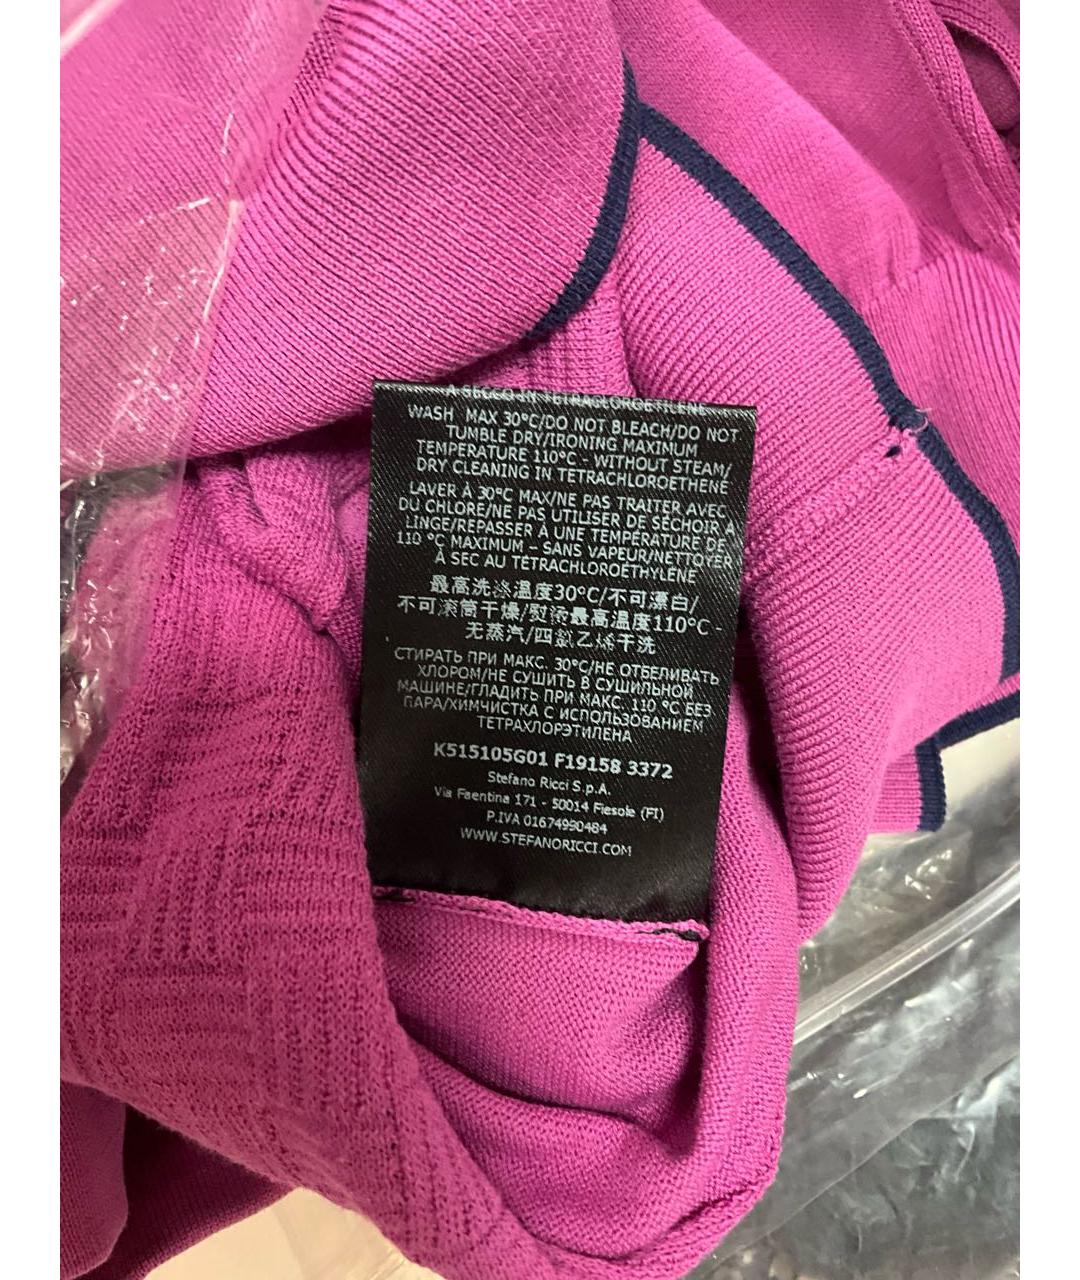 A SECCO IN TETRACLOROETILENE
WASH MAX 30°C/DO NOT BLEACH/DO NOT
TUMBLE DRY/IRONING MAXIMUM
TEMPERATURE 110°C - WITHOUT STEAM/
DRY CLEANING IN TETRACHLOROETHENE
LAVER À 30°C MAX/NE PAS TRAITER AVEC
DU CHLORE/NE PAS UTILISER DE SÉCHOIR À
LINGE/REPASSER À UNE TEMPÉRATURE DE
110 °C MAXIMUM – SANS VAPEUR/NETTOYER
À SEC AU TÉTRACHLOROÉTHYLÈNE
最高洗涤温度30°C/不可漂白/
不可滚筒干燥/熨烫最高温度110°C -
无蒸汽/四氯乙烯干洗
СТИРАТЬ ПРИ МАКС. 30°C/НЕ ОТБЕЛИВАТЬ
ХЛОРОМ/НЕ СУШИТЬ В СУШИЛЬНОЙ
МАШИНЕ/ГЛАДИТЬ ПРИ МАКС. 110 °C БЕЗ
ПАРА/ХИМЧИСТКА С ИСПОЛЬЗОВАНИЕМ
ТЕТРАХЛОРЭТИЛЕНА
K515105G01 F19158 3372
Stefano Ricci S.p.A.
Via Faentina 171 - 50014 Fiesole (FI)
P.IVA 01674990484
WWW.STEFANORICCI.COM